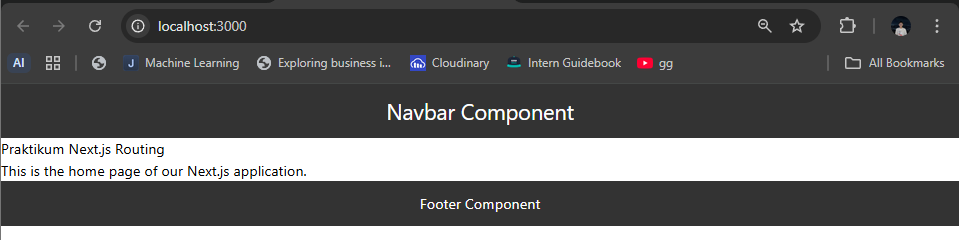 localhost:3000
AI
Machine Learning
Exploring business i...
Cloudinary
Intern Guidebook
gg
All Bookmarks
Navbar Component
Praktikum Next.js Routing
This is the home page of our Next.js application.
Footer Component